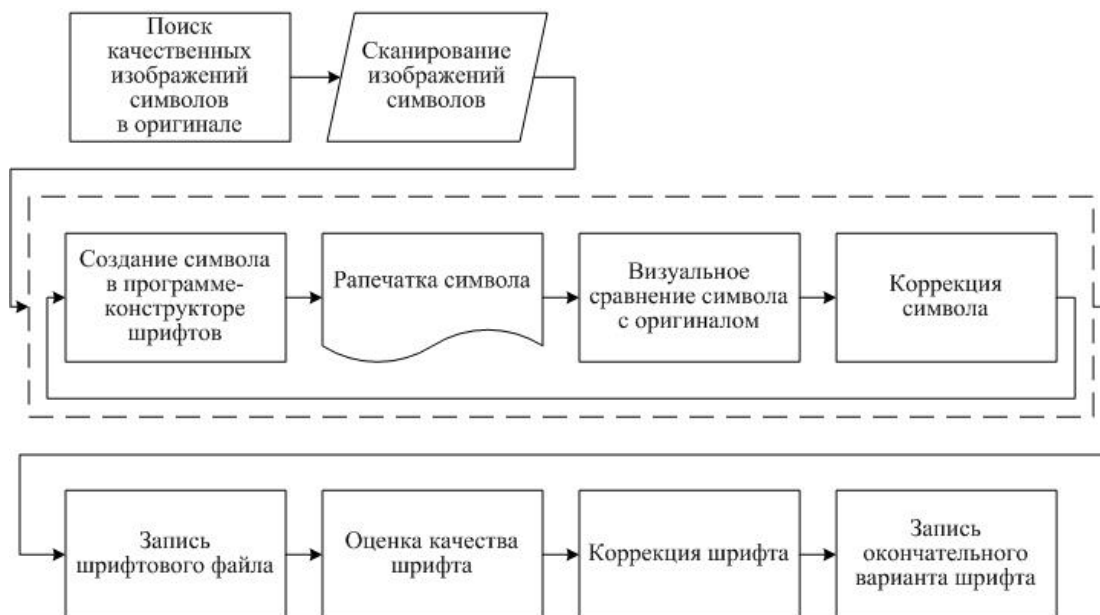 Поиск
качественных
изображений
символов
в оригинале
Сканирование
изображений
символов
Создание символа
в программе-
конструкторе
шрифтов
Рапечатка символа
Визуальное
сравнение символа
с оригиналом
Коррекция
символа
Запись
шрифтового файла
Оценка качества
шрифта
Коррекция шрифта
Запись
окончательного
варианта шрифта